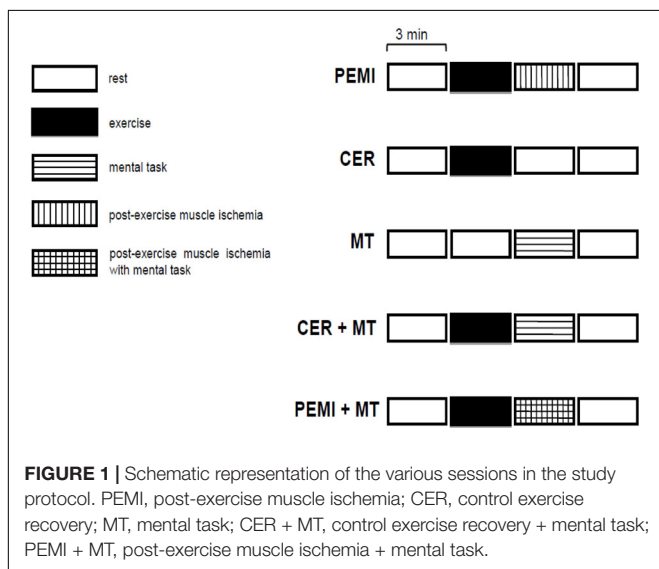 3 min
rest
exercise
mental task
post-exercise muscle ischemia
post-exercise muscle ischemia
with mental task
PEMI
CER
MT
CER + MT
PEMI + MT
FIGURE 1 | Schematic representation of the various sessions in the study
protocol. PEMI, post-exercise muscle ischemia; CER, control exercise
recovery; MT, mental task; CER + MT, control exercise recovery + mental task;
PEMI + MT, post-exercise muscle ischemia + mental task.